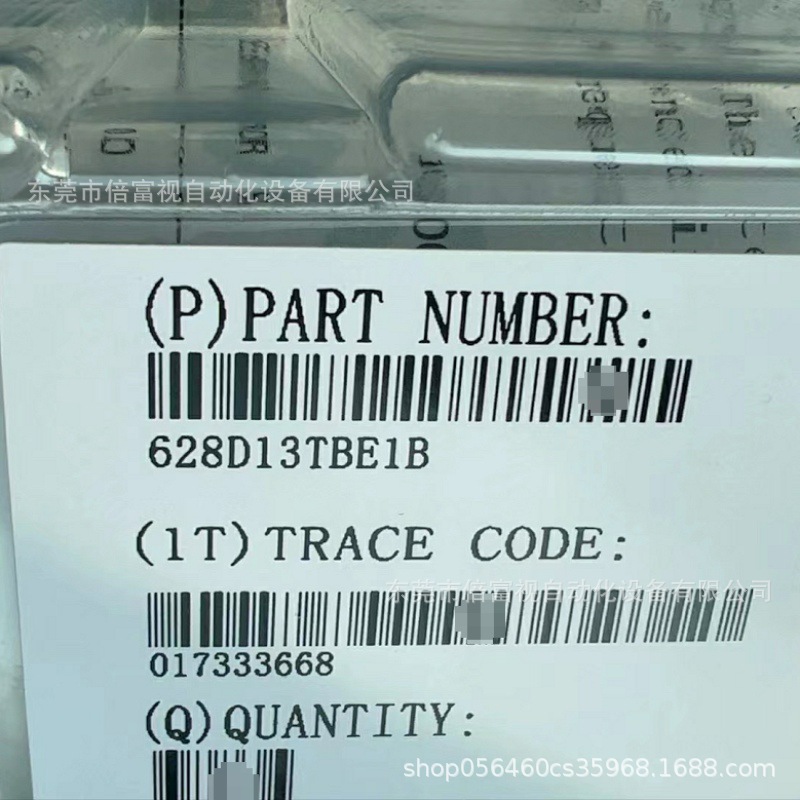 东莞市倍富视自动化设备有限公司
(P)PART NUMBER:
628D13TBE1B
(1T)TRACE CODE:
东莞市倍富视自动化设备有限公司
017333668
(Q)QUANTITY:
shop056460cs35968.1688.com